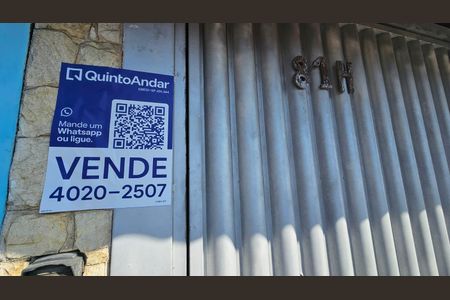 QuintoAndar
Mande um
Whatsapp
ou ligue.
VENDE
4020-2507